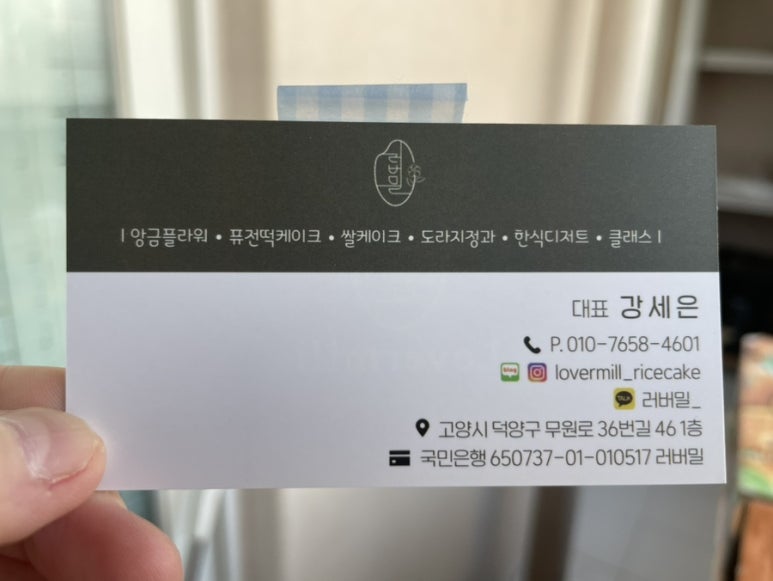 | 앙금플라워 • 퓨전떡케이크 • 쌀케이크 • 도라지정과 • 한식디저트 • 클래스 |
대표 강세은
P. 010-7658-4601
blog lovermill_ricecake
TALK 러버밀_
고양시 덕양구 무원로 36번길 46 1층
국민은행 650737-01-010517 러버밀